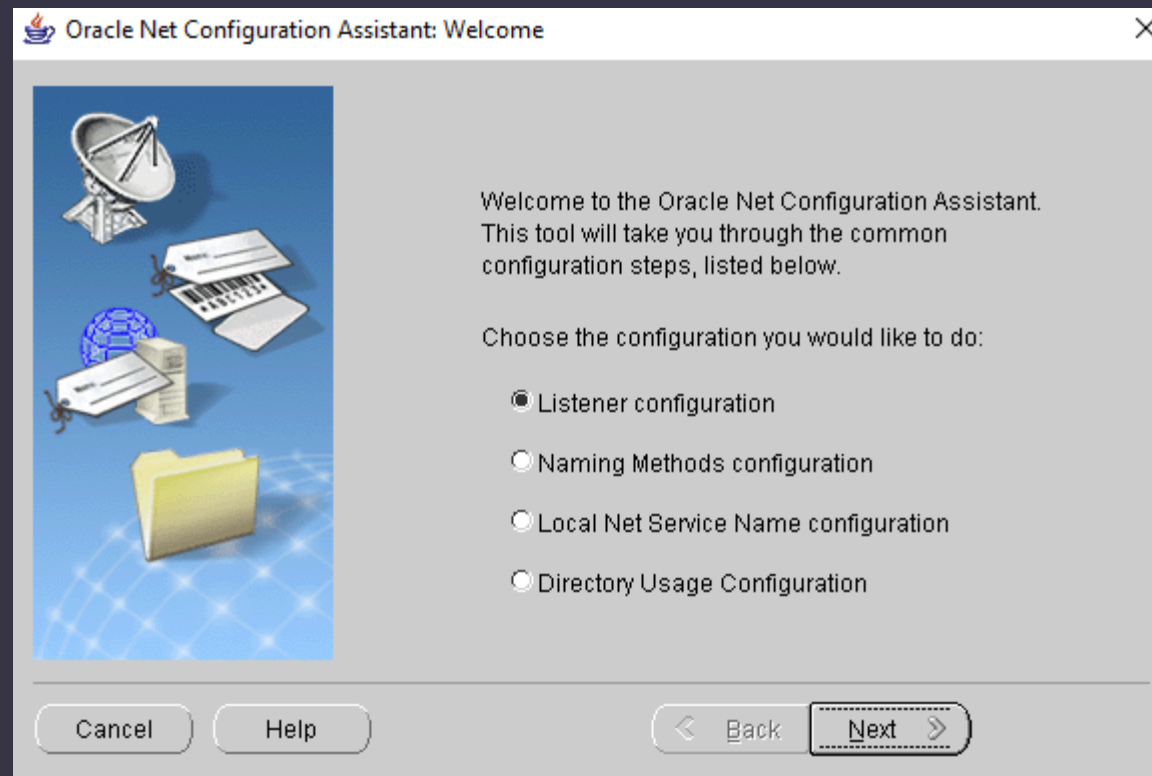 Oracle Net Configuration Assistant: Welcome
Welcome to the Oracle Net Configuration Assistant.
This tool will take you through the common
configuration steps, listed below.
Choose the configuration you would like to do:
Listener configuration
Naming Methods configuration
Local Net Service Name configuration
Directory Usage Configuration
Cancel
Help
Back
Next